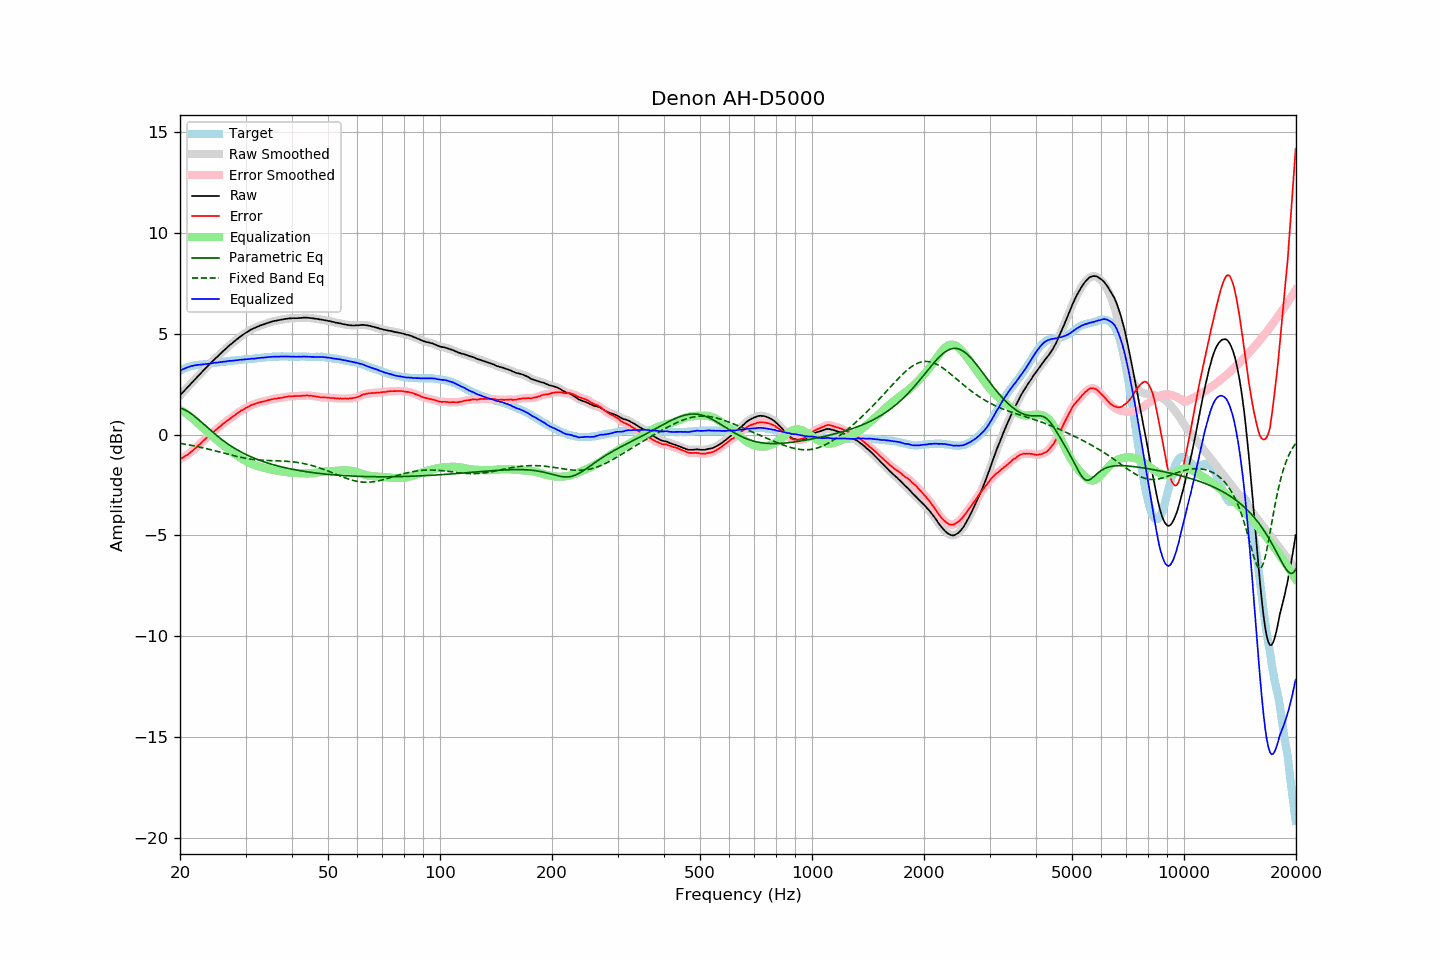 Denon AH-D5000
Target
Raw Smoothed
Error Smoothed
Raw
Error
Equalization
Parametric Eq
Fixed Band Eq
Equalized
15
10
5
0
−5
−10
−15
−20
Amplitude (dBr)
20 50 100 200 500 1000 2000 5000 10000 20000
Frequency (Hz)